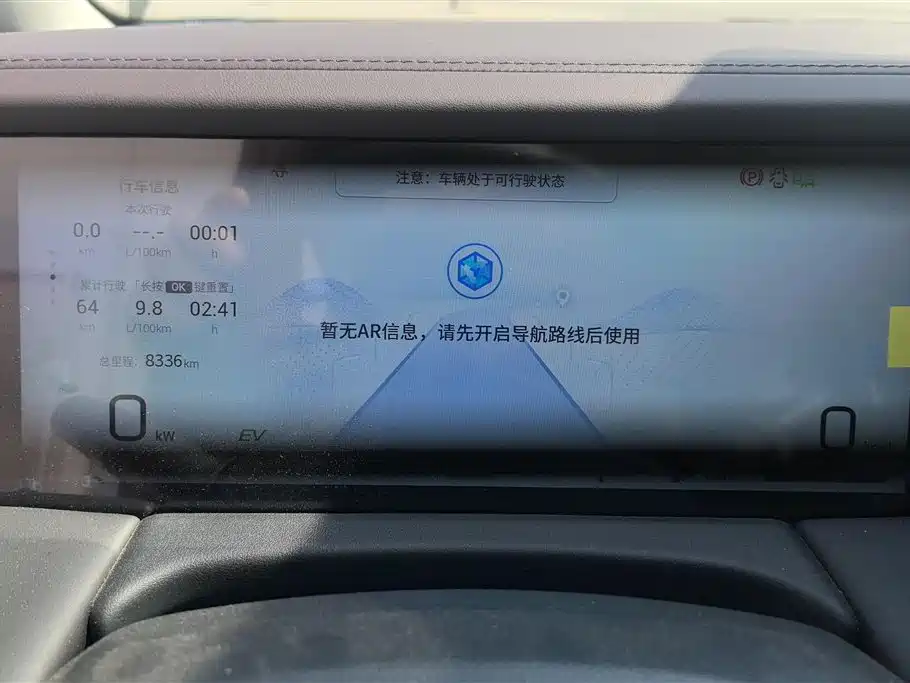 注意：车辆处于可行驶状态
行车信息
本次行驶
0.0 --.- 00:01
km L/100km h
累计行驶「长按OK键重置」
64 9.8 02:41
km L/100km h
总里程: 8336km
0 kW
EV
暂无AR信息，请先开启导航路线后使用
P
0